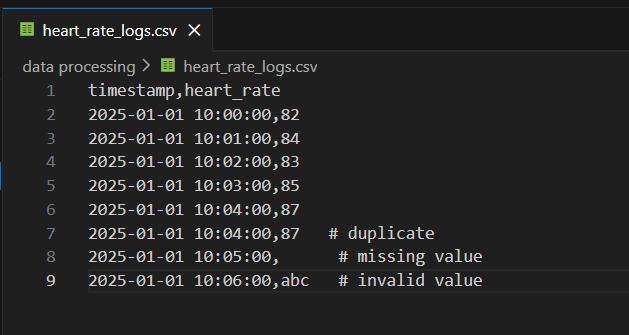 heart_rate_logs.csv
data processing > heart_rate_logs.csv
1 timestamp,heart_rate
2 2025-01-01 10:00:00,82
3 2025-01-01 10:01:00,84
4 2025-01-01 10:02:00,83
5 2025-01-01 10:03:00,85
6 2025-01-01 10:04:00,87
7 2025-01-01 10:04:00,87   # duplicate
8 2025-01-01 10:05:00,      # missing value
9 2025-01-01 10:06:00,abc   # invalid value